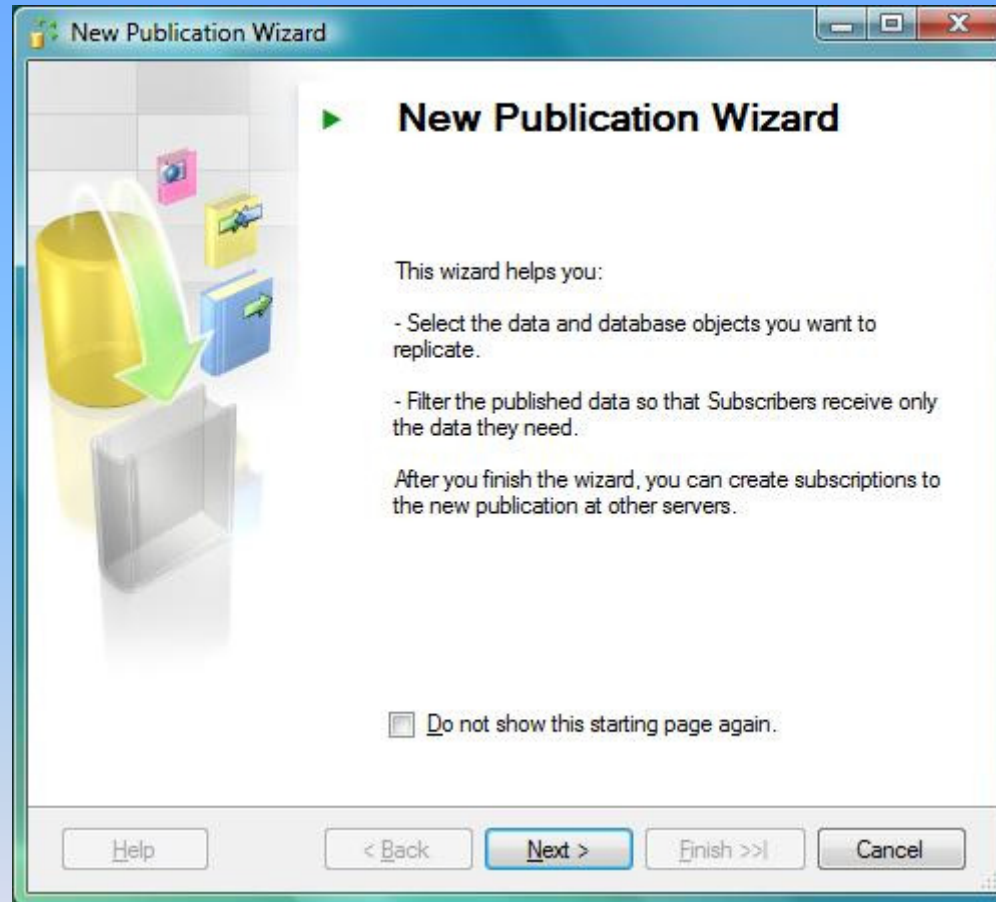 New Publication Wizard
New Publication Wizard
This wizard helps you:
- Select the data and database objects you want to
replicate.
- Filter the published data so that Subscribers receive only
the data they need.
After you finish the wizard, you can create subscriptions to
the new publication at other servers.
Do not show this starting page again.
Help
< Back
Next >
Finish >>|
Cancel